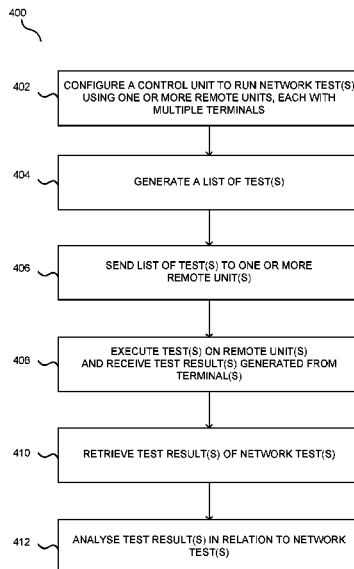 400
402
CONFIGURE A CONTROL UNIT TO RUN NETWORK TEST(S)
USING ONE OR MORE REMOTE UNITS, EACH WITH
MULTIPLE TERMINALS
404
GENERATE A LIST OF TEST(S)
406
SEND LIST OF TEST(S) TO ONE OR MORE
REMOTE UNIT(S)
408
EXECUTE TEST(S) ON REMOTE UNIT(S)
AND RECEIVE TEST RESULT(S) GENERATED FROM
TERMINAL(S)
410
RETRIEVE TEST RESULT(S) OF NETWORK TEST(S)
412
ANALYSE TEST RESULT(S) IN RELATION TO NETWORK
TEST(S)